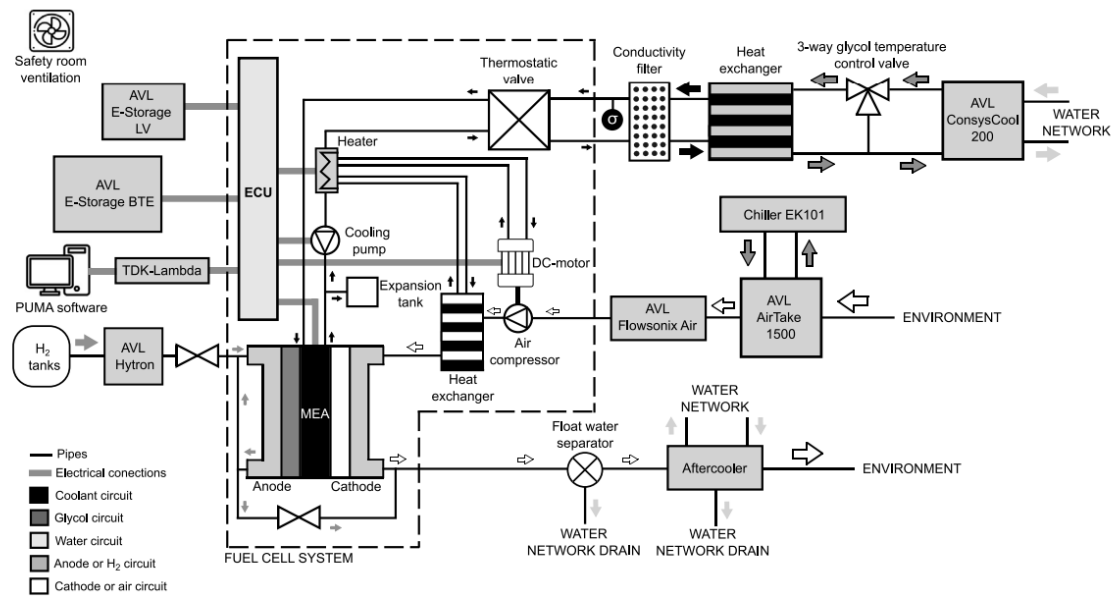 Safety room
ventilation
AVL
E-Storage
LV
AVL
E-Storage BTE
PUMA software
TDK-Lambda
H2
tanks
AVL
Hytron
ECU
Heater
Cooling
pump
Expansion
tank
Thermostatic
valve
DC-motor
Air
compressor
Heat
exchanger
MEA
Anode
Cathode
FUEL CELL SYSTEM
Conductivity
filter
σ
Heat
exchanger
3-way glycol temperature
control valve
AVL
ConsysCool
200
WATER
NETWORK
Chiller EK101
AVL
Flowsonix Air
AVL
AirTake
1500
ENVIRONMENT
Float water
separator
WATER
NETWORK
Aftercooler
ENVIRONMENT
WATER
NETWORK DRAIN
WATER
NETWORK DRAIN
Pipes
Electrical conections
Coolant circuit
Glycol circuit
Water circuit
Anode or H2 circuit
Cathode or air circuit